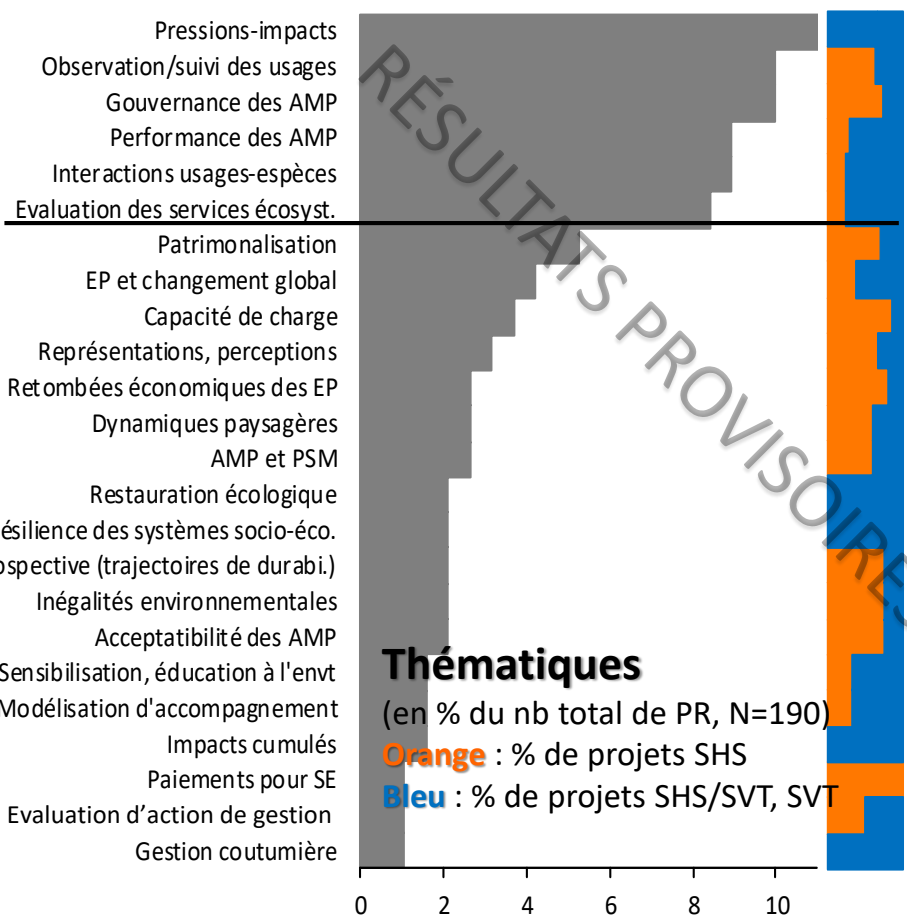 Pressions-impacts
Observation/suivi des usages
Gouvernance des AMP
Performance des AMP
Interactions usages-espèces
Evaluation des services écosyst.
Patrimonalisation
EP et changement global
Capacité de charge
Représentations, perceptions
Retombées économiques des EP
Dynamiques paysagères
AMP et PSM
Restauration écologique
ésilience des systèmes socio-éco.
ospective (trajectoires de durabi.)
Inégalités environnementales
Acceptatibilité des AMP
Sensibilisation, éducation à l'envt
Modélisation d'accompagnement
Impacts cumulés
Paiements pour SE
Evaluation d’action de gestion
Gestion coutumière
RÉSULTATS PROVISOIRES
Thématiques
(en % du nb total de PR, N=190)
Orange : % de projets SHS
Bleu : % de projets SHS/SVT, SVT
0 2 4 6 8 10